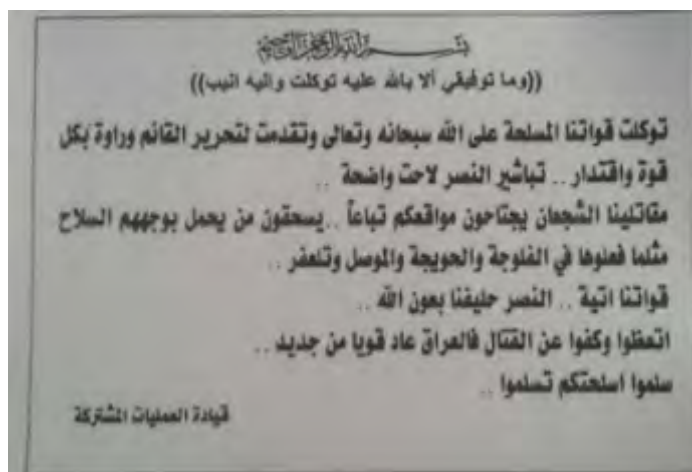 بسم الله الرحمن الرحيم
((وما توفيقي ألا بالله عليه توكلت واليه انيب))
توكلت قواتنا المسلحة على الله سبحانه وتعالى وتقدمت لتحرير القائم وراوة بكل
قوة واقتدار .. تباشير النصر لاحت واضحة ..
مقاتلينا الشجعان يجتاحون مواقعكم تباعاً ..يسحقون من يحمل بوجههم السلاح
مثلما فعلوها في الفلوجة والحويجة والموصل وتلعفر ..
قواتنا اتية .. النصر حليفنا بعون الله ..
اتعظوا وكفوا عن القتال فالعراق عاد قويا من جديد ..
سلموا اسلحتكم تسلموا ..
قيادة العمليات المشتركة